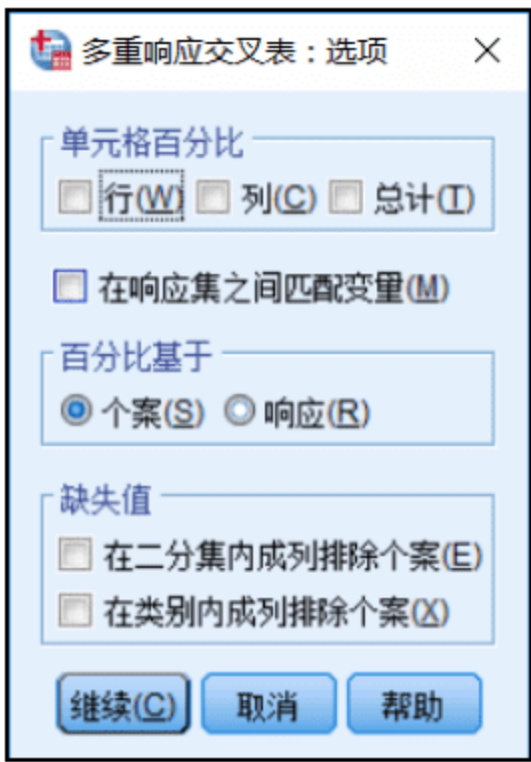 多重响应交叉表：选项
单元格百分比
行(W) 列(C) 总计(T)
在响应集之间匹配变量(M)
百分比基于
个案(S) 响应(R)
缺失值
在二分集内成列排除个案(E)
在类别内成列排除个案(X)
继续(C) 取消 帮助